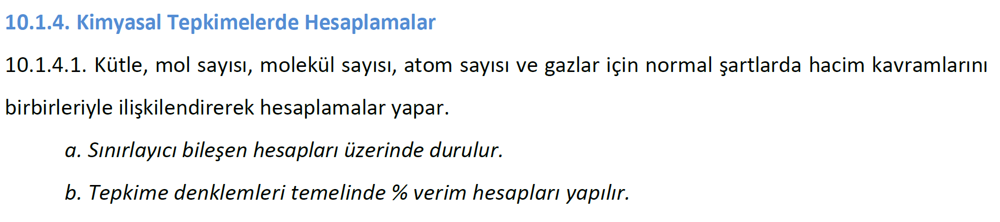 10.1.4. Kimyasal Tepkimelerde Hesaplamalar
10.1.4.1. Kütle, mol sayısı, molekül sayısı, atom sayısı ve gazlar için normal şartlarda hacim kavramlarını
birbirleriyle ilişkilendirerek hesaplamalar yapar.
a. Sınırlayıcı bileşen hesapları üzerinde durulur.
b. Tepkime denklemleri temelinde % verim hesapları yapılır.